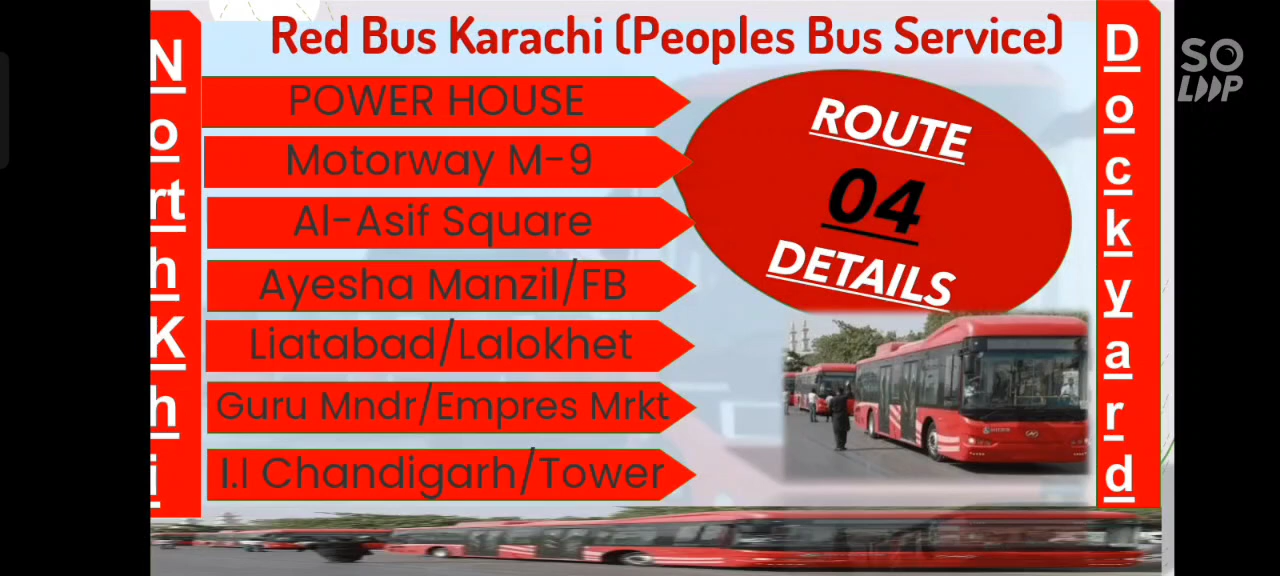 Red Bus Karachi (Peoples Bus Service)
North Khi
POWER HOUSE
Motorway M-9
Al-Asif Square
Ayesha Manzil/FB
Liatabad/Lalokhet
Guru Mndr/Empres Mrkt
I.I Chandigarh/Tower
ROUTE
04
DETAILS
Dockyard
SO
LOOP